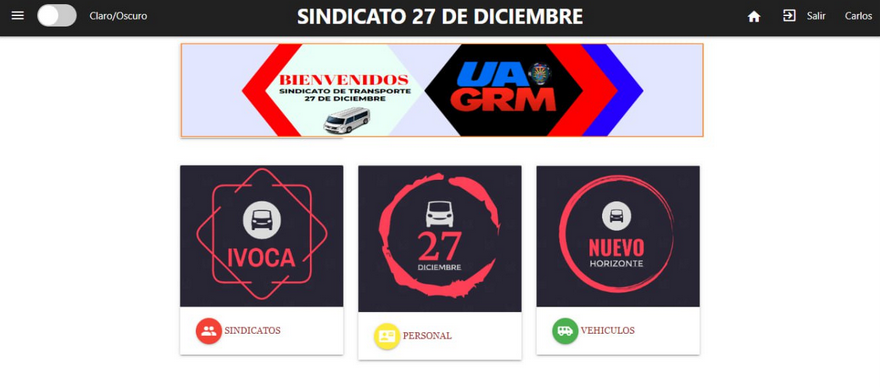 Claro/Oscuro
SINDICATO 27 DE DICIEMBRE
Salir
Carlos
BIENVENIDOS
SINDICATO DE TRANSPORTE
27 DE DICIEMBRE
UA
GRM
IVOCA
27
DICIEMBRE
NUEVO
HORIZONTE
SINDICATOS
PERSONAL
VEHICULOS